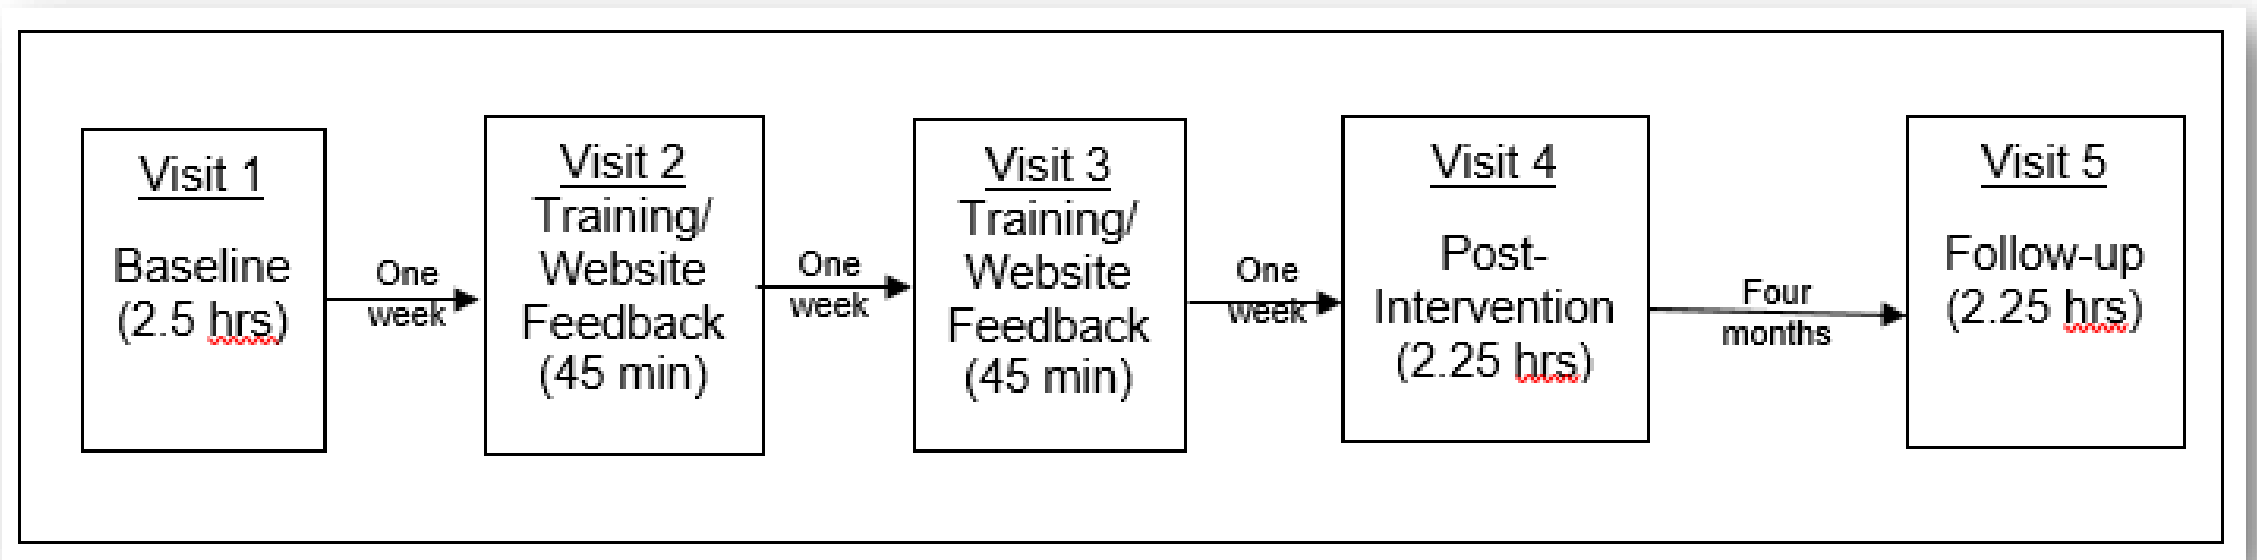 Visit 1
Baseline
(2.5 hrs)
One
week
Visit 2
Training/
Website
Feedback
(45 min)
One
week
Visit 3
Training/
Website
Feedback
(45 min)
One
week
Visit 4
Post-
Intervention
(2.25 hrs)
Four
months
Visit 5
Follow-up
(2.25 hrs)